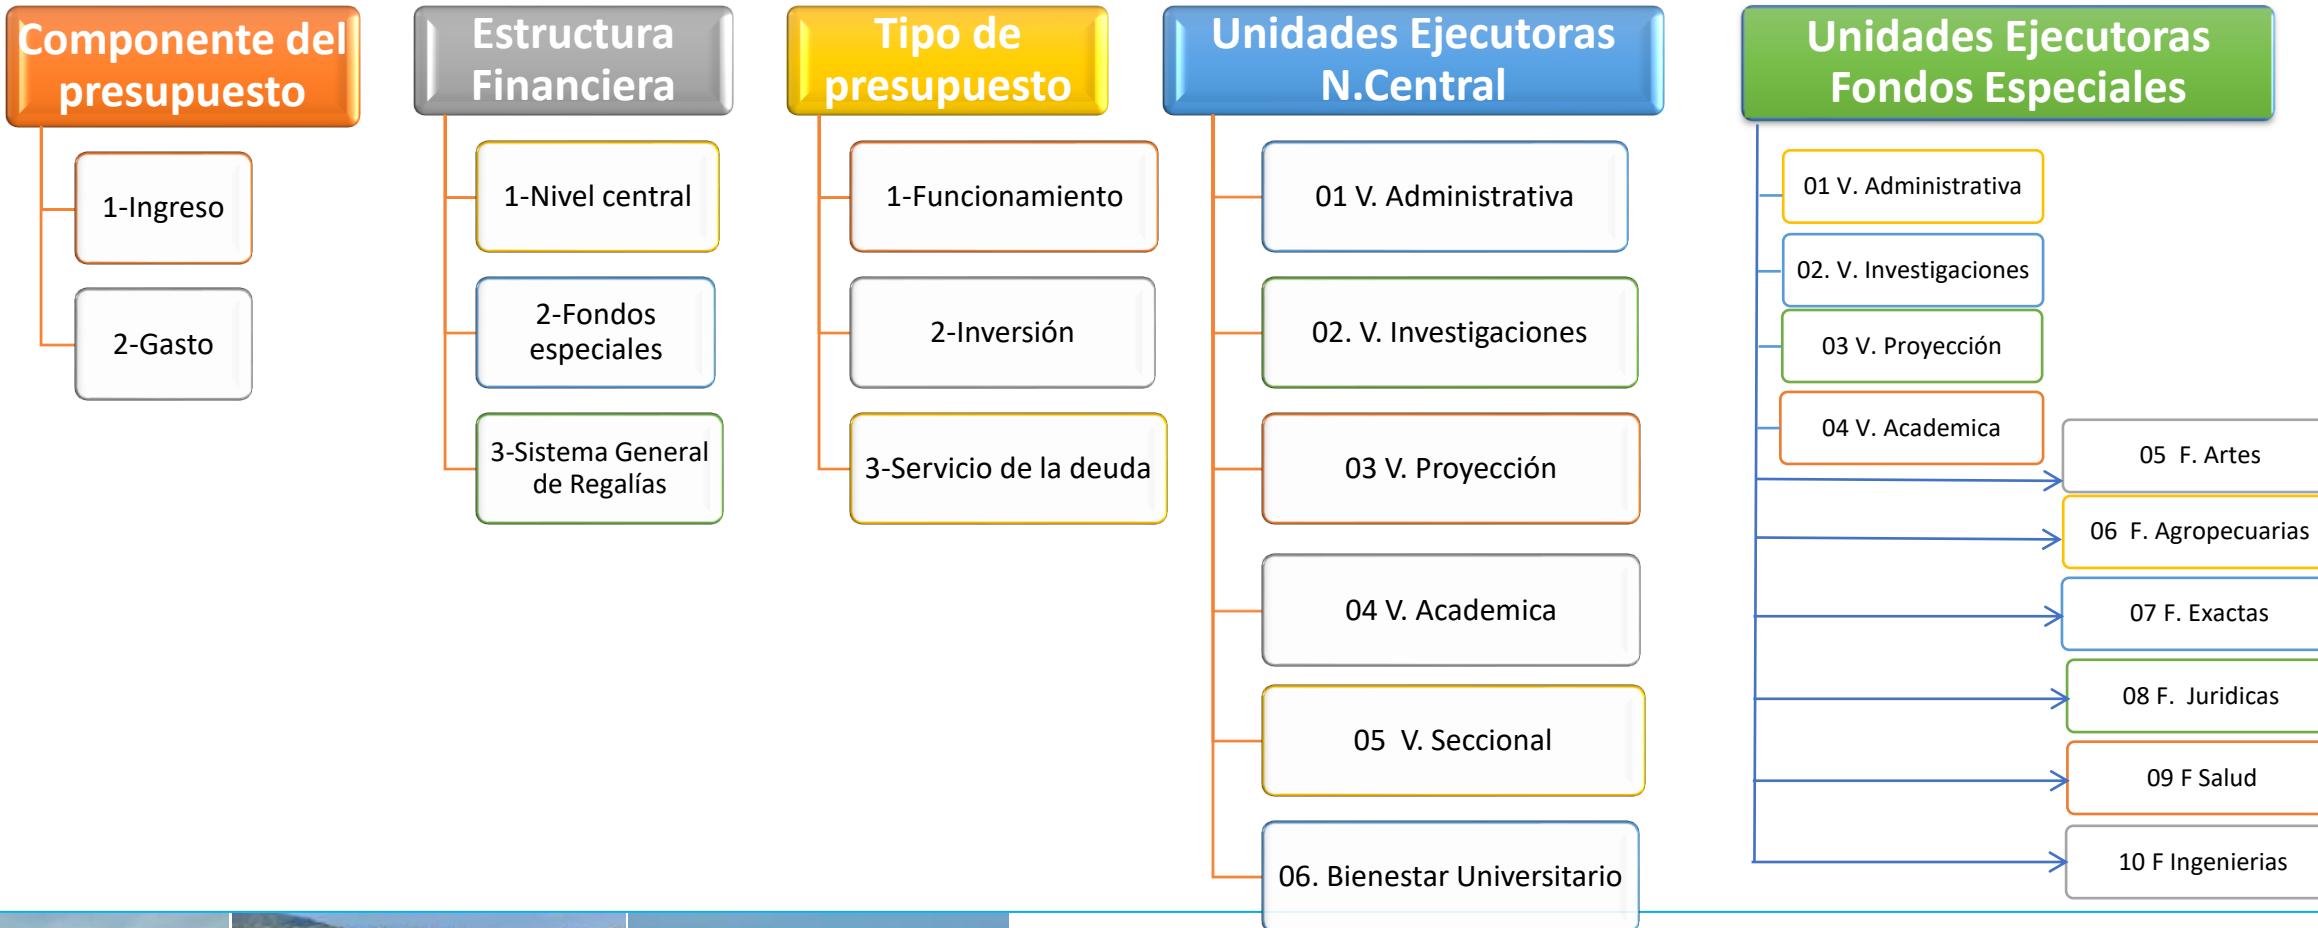 Componente del
presupuesto
1-Ingreso
2-Gasto
Estructura
Financiera
1-Nivel central
2-Fondos
especiales
3-Sistema General
de Regalías
Tipo de
presupuesto
1-Funcionamiento
2-Inversión
3-Servicio de la deuda
Unidades Ejecutoras
N.Central
01 V. Administrativa
02. V. Investigaciones
03 V. Proyección
04 V. Academica
05  V. Seccional
06. Bienestar Universitario
Unidades Ejecutoras
Fondos Especiales
01 V. Administrativa
02. V. Investigaciones
03 V. Proyección
04 V. Academica
05  F. Artes
06  F. Agropecuarias
07 F. Exactas
08 F.  Juridicas
09 F Salud
10 F Ingenierias